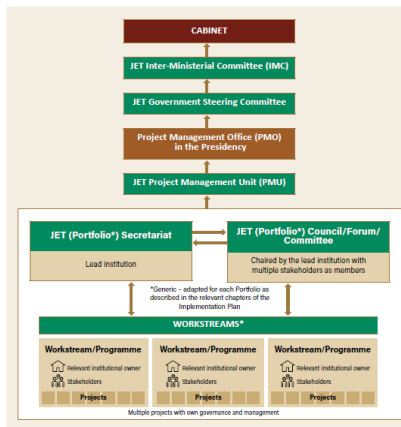 CABINET
JET Inter-Ministerial Committee (IMC)
JET Government Steering Committee
Project Management Office (PMO)
in the Presidency
JET Project Management Unit (PMU)
JET (Portfolio*) Secretariat
Lead institution
JET (Portfolio*) Council/Forum/
Committee
Chaired by the lead institution with
multiple stakeholders as members
*Generic – adapted for each Portfolio as
described in the relevant chapters of the
Implementation Plan
WORKSTREAMS*
Workstream/Programme
Relevant institutional owner
Stakeholders
Projects
Workstream/Programme
Relevant institutional owner
Stakeholders
Projects
Workstream/Programme
Relevant institutional owner
Stakeholders
Projects
Multiple projects with own governance and management